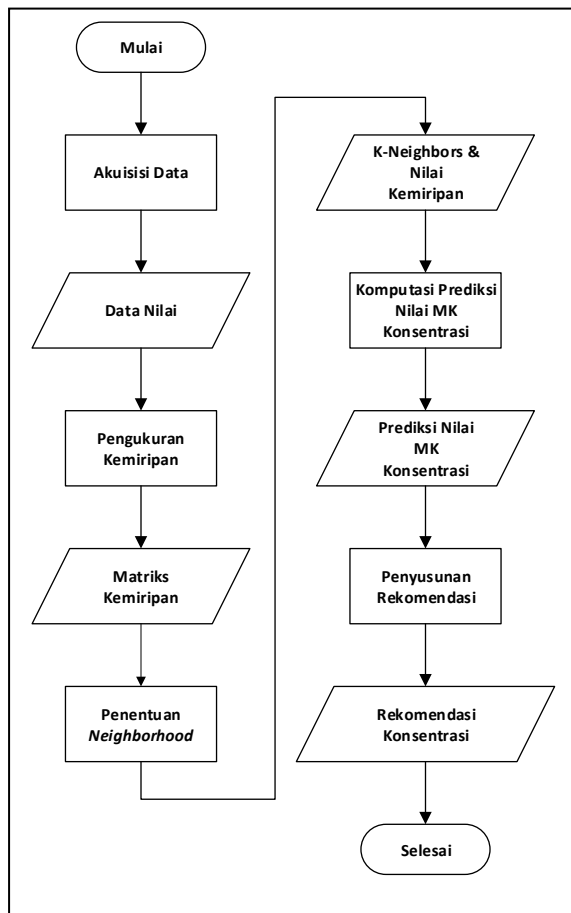 Mulai
Akuisisi Data
Data Nilai
Pengukuran
Kemiripan
Matriks
Kemiripan
Penentuan
Neighborhood
K-Neighbors &
Nilai
Kemiripan
Komputasi Prediksi
Nilai MK
Konsentrasi
Prediksi Nilai
MK
Konsentrasi
Penyusunan
Rekomendasi
Rekomendasi
Konsentrasi
Selesai